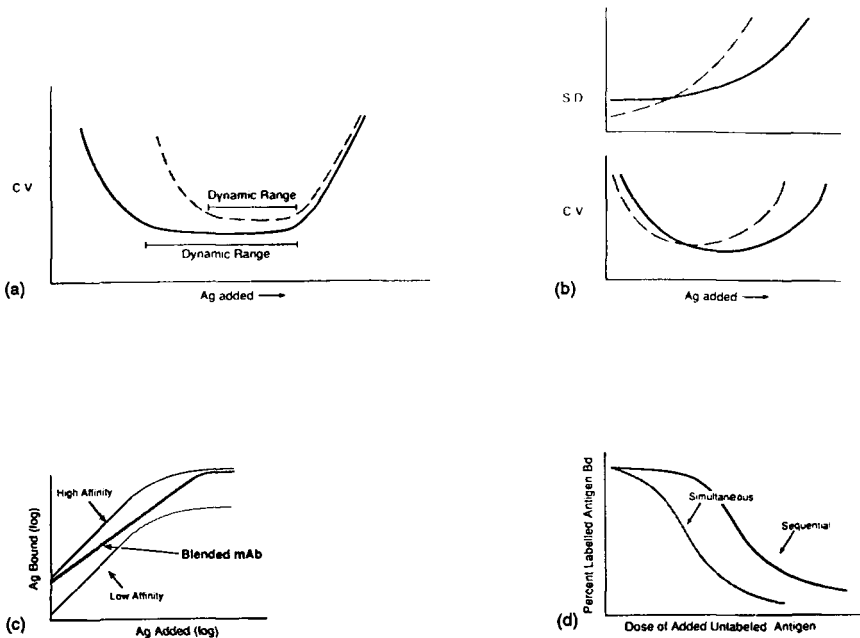 C V
Dynamic Range
Dynamic Range
Ag added →
(a)
S D
C V
Ag added →
(b)
Ag Bound (log)
High Affinity
Blended mAb
Low Affinity
Ag Added (log)
(c)
Percent Labelled Antigen Bd
Simultaneous
Sequential
Dose of Added Unlabeled Antigen
(d)